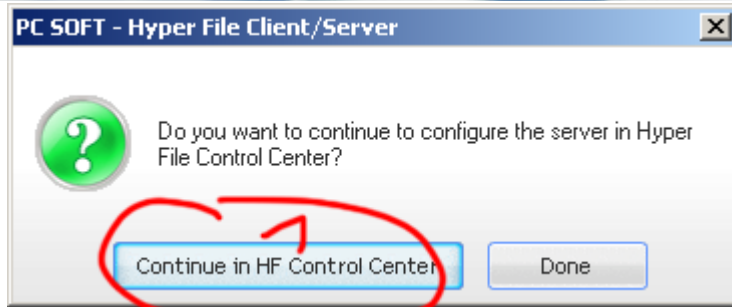 PC SOFT - Hyper File Client/Server
Do you want to continue to configure the server in Hyper
File Control Center?
Continue in HF Control Center
Done